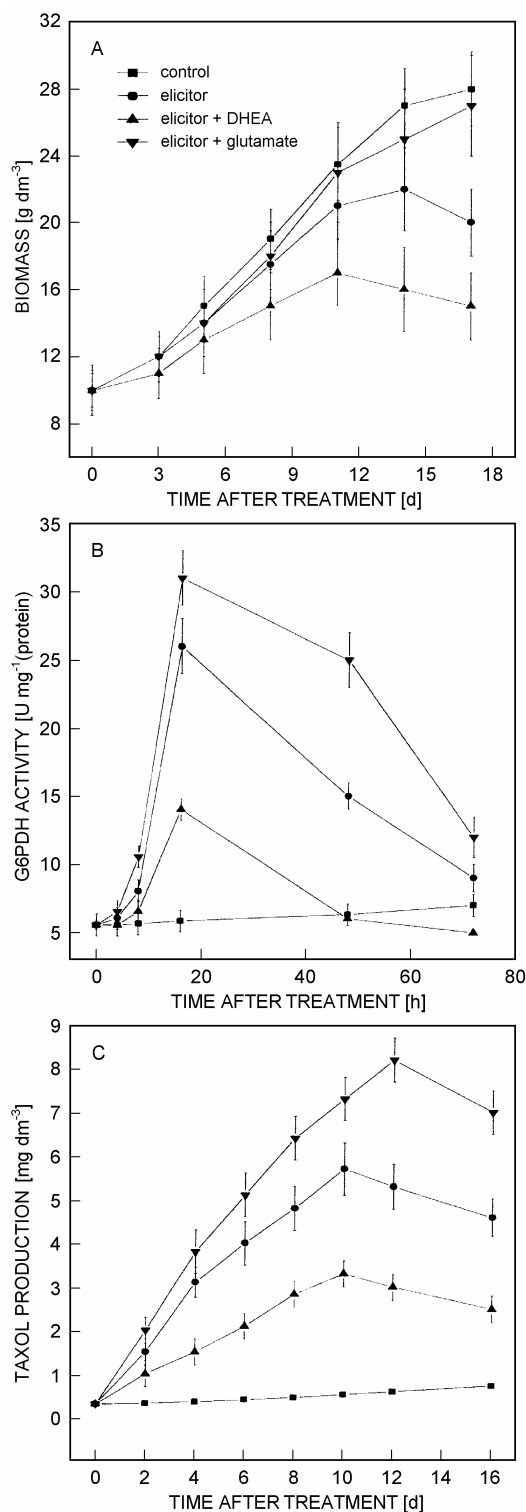 A
control
elicitor
elicitor + DHEA
elicitor + glutamate
BIOMASS [g dm-3]
32
28
24
20
16
12
8
0 3 6 9 12 15 18
TIME AFTER TREATMENT [d]
B
G6PDH ACTIVITY [U mg-1(protein)
35
30
25
20
15
10
5
0 20 40 60 80
TIME AFTER TREATMENT [h]
C
TAXOL PRODUCTION [mg dm-3]
9
8
7
6
5
4
3
2
1
0
0 2 4 6 8 10 12 14 16
TIME AFTER TREATMENT [d]